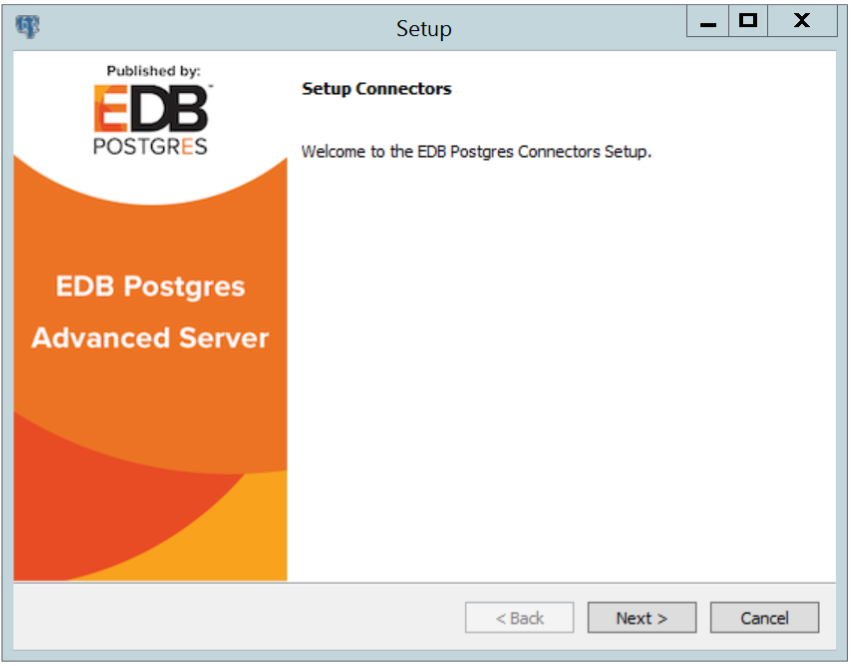 Setup
Published by:
EDB™
POSTGRES
EDB Postgres
Advanced Server
Setup Connectors
Welcome to the EDB Postgres Connectors Setup.
< Back
Next >
Cancel